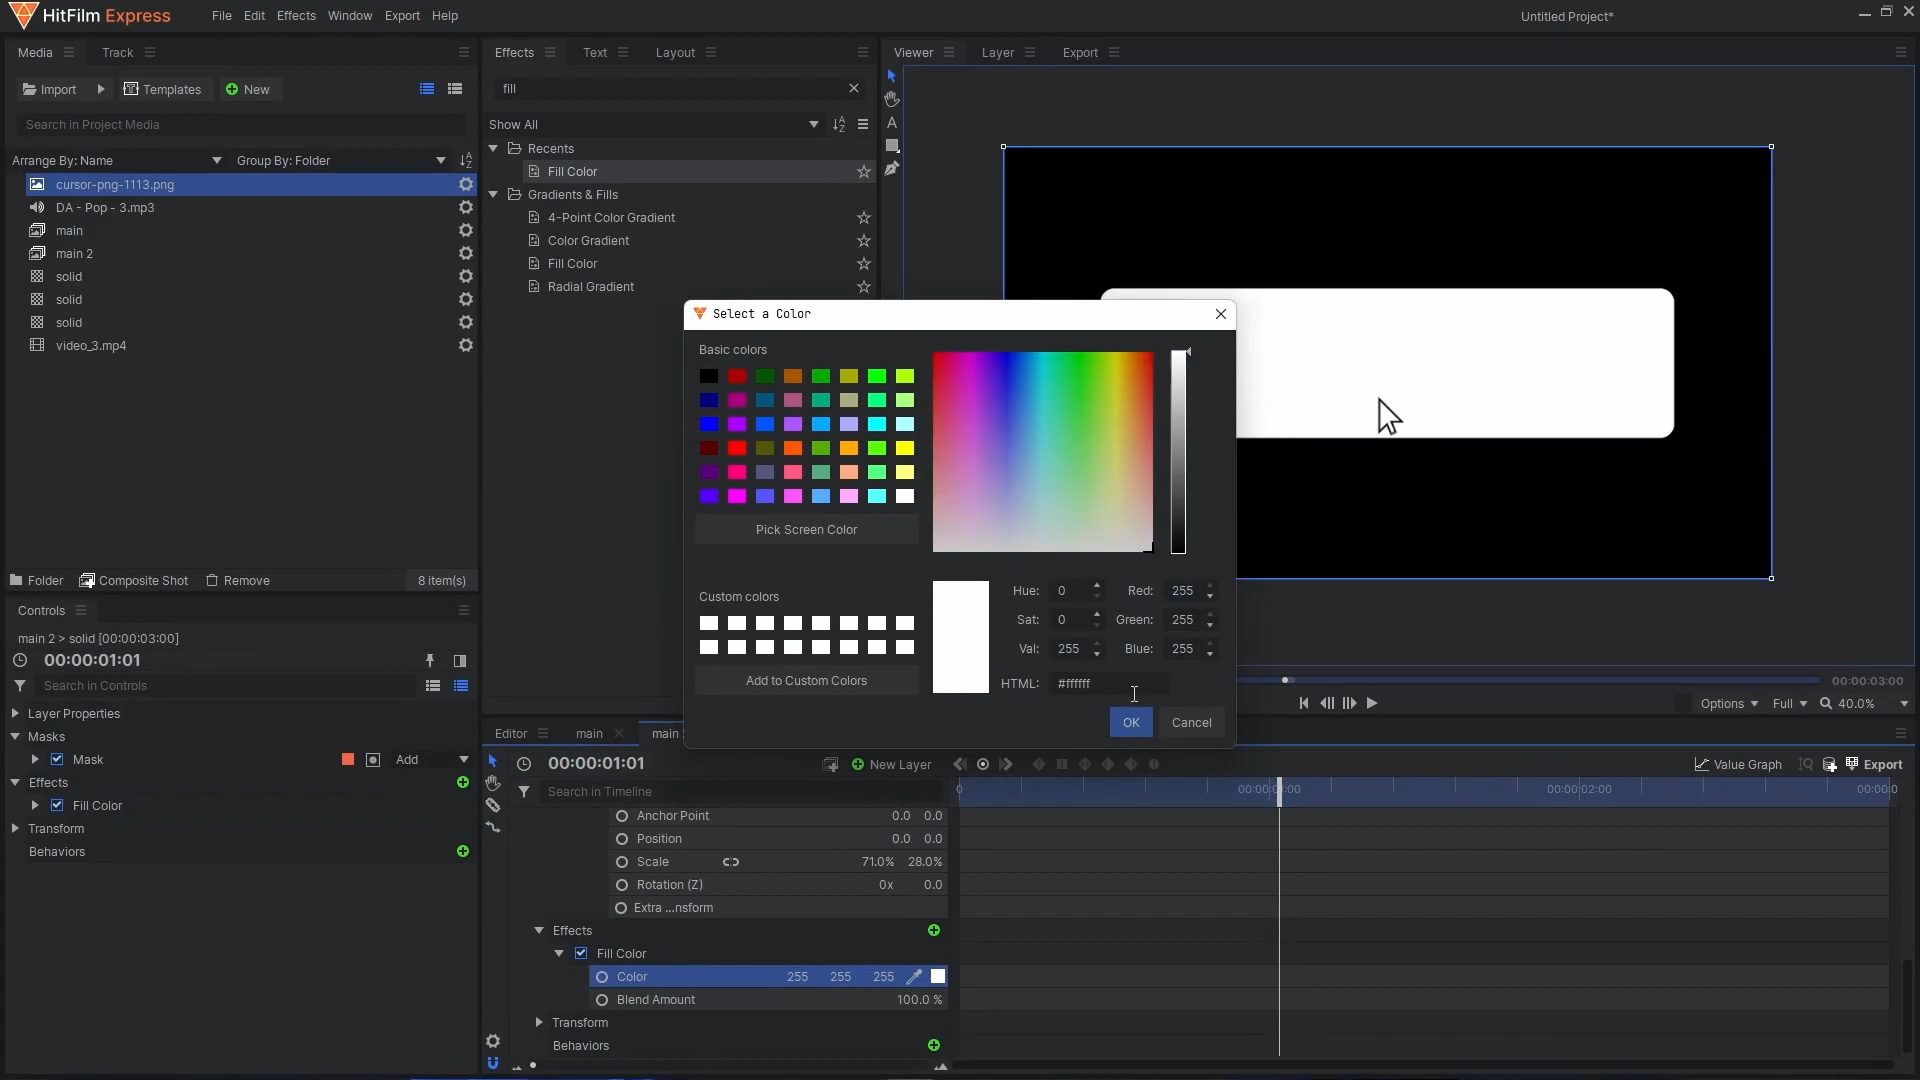 HitFilm Express
File Edit Effects Window Export Help
Untitled Project*
Media Track
Effects Text Layout
Viewer Layer Export
Import Templates New
fill
Search in Project Media
Show All
Arrange By: Name Group By: Folder
Recents
Fill Color
Gradients & Fills
4-Point Color Gradient
Color Gradient
Fill Color
Radial Gradient
cursor-png-1113.png
DA - Pop - 3.mp3
main
main 2
solid
solid
solid
video_3.mp4
Select a Color
Basic colors
Pick Screen Color
Custom colors
Add to Custom Colors
Hue: 0 Red: 255
Sat: 0 Green: 255
Val: 255 Blue: 255
HTML: #ffffff
OK Cancel
Folder Composite Shot Remove 8 item(s)
Controls
main 2 > solid [00:00:03:00]
00:00:01:01
Search in Controls
Layer Properties
Masks
Mask Add
Effects
Fill Color
Transform
Behaviors
00:00:03:00
Options Full 40.0%
Editor main main
00:00:01:01 New Layer Value Graph Export
Search in Timeline
0 00:00:02:00 00:00:0
Anchor Point 0.0 0.0
Position 0.0 0.0
Scale 71.0% 28.0%
Rotation (Z) 0x 0.0
Extra ...nsform
Effects
Fill Color
Color 255 255 255
Blend Amount 100.0 %
Transform
Behaviors